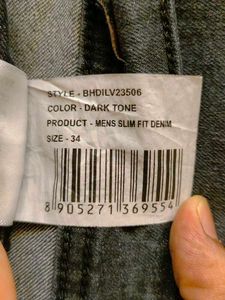 STYLE - BHDILV23506
COLOR - DARK TONE
PRODUCT - MENS SLIM FIT DENIM
SIZE - 34
8 905271 369554